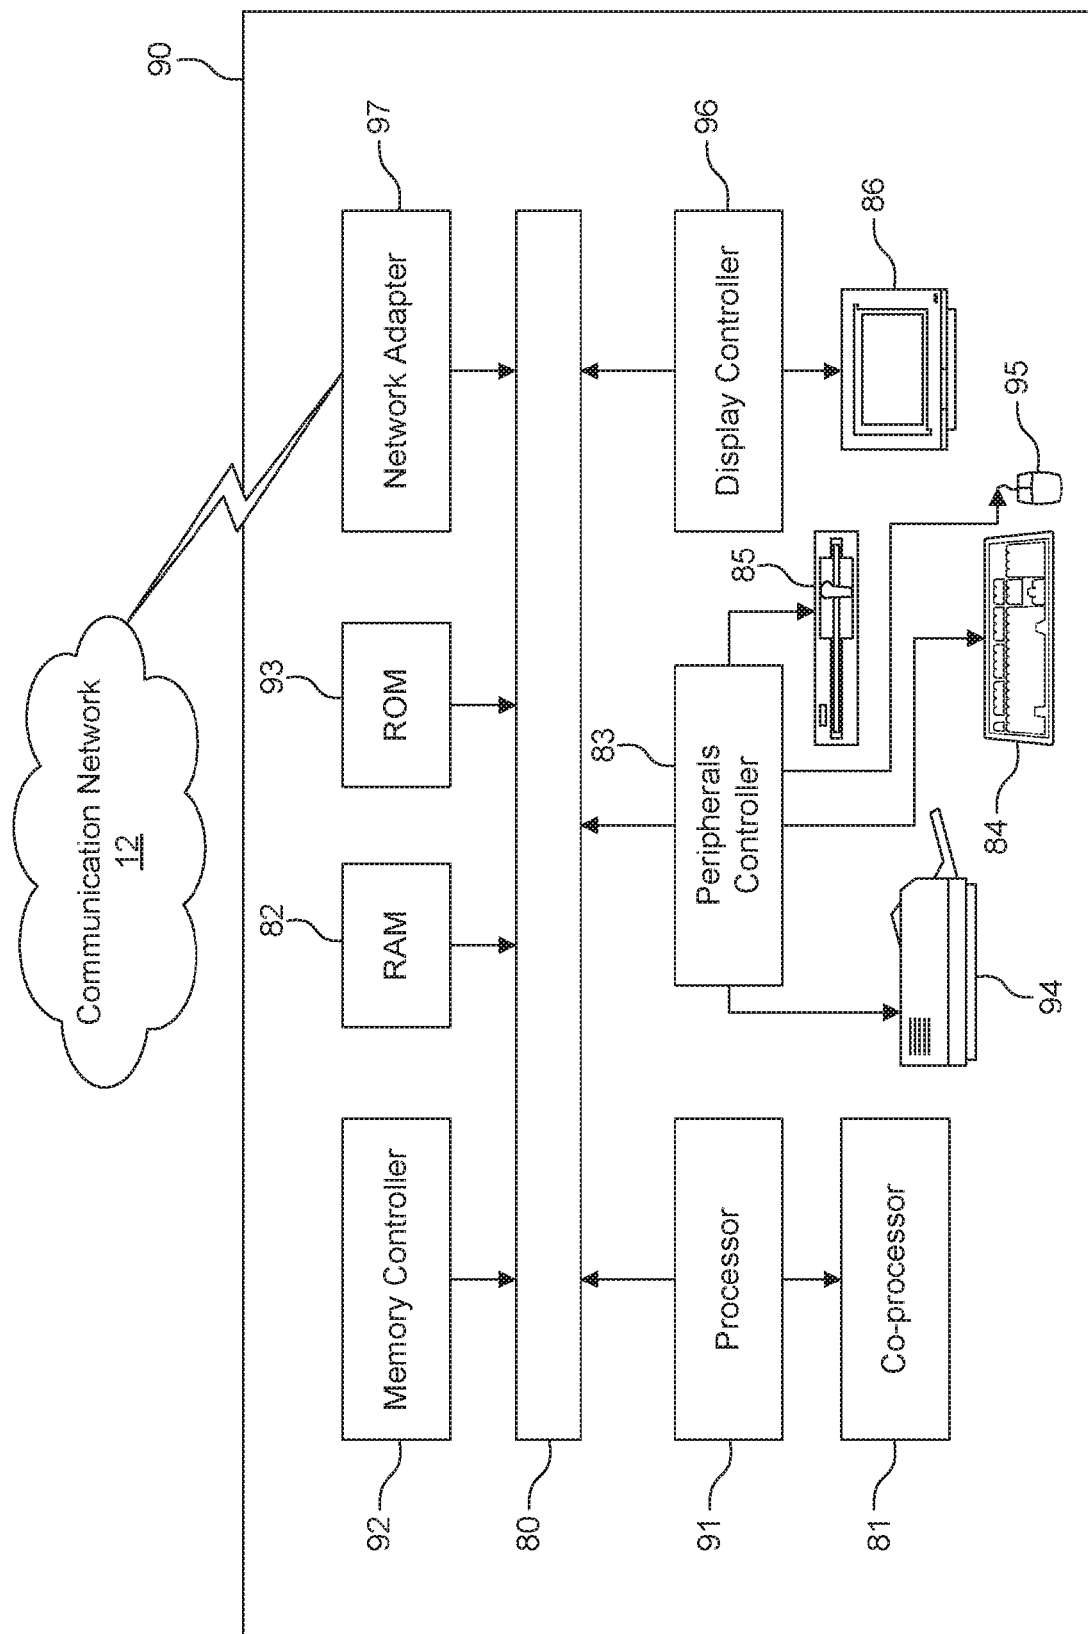 90
Communication Network
12
92
Memory Controller
82
RAM
93
ROM
97
Network Adapter
80
91
Processor
83
Peripherals
Controller
96
Display Controller
85
86
81
Co-processor
94
84
95